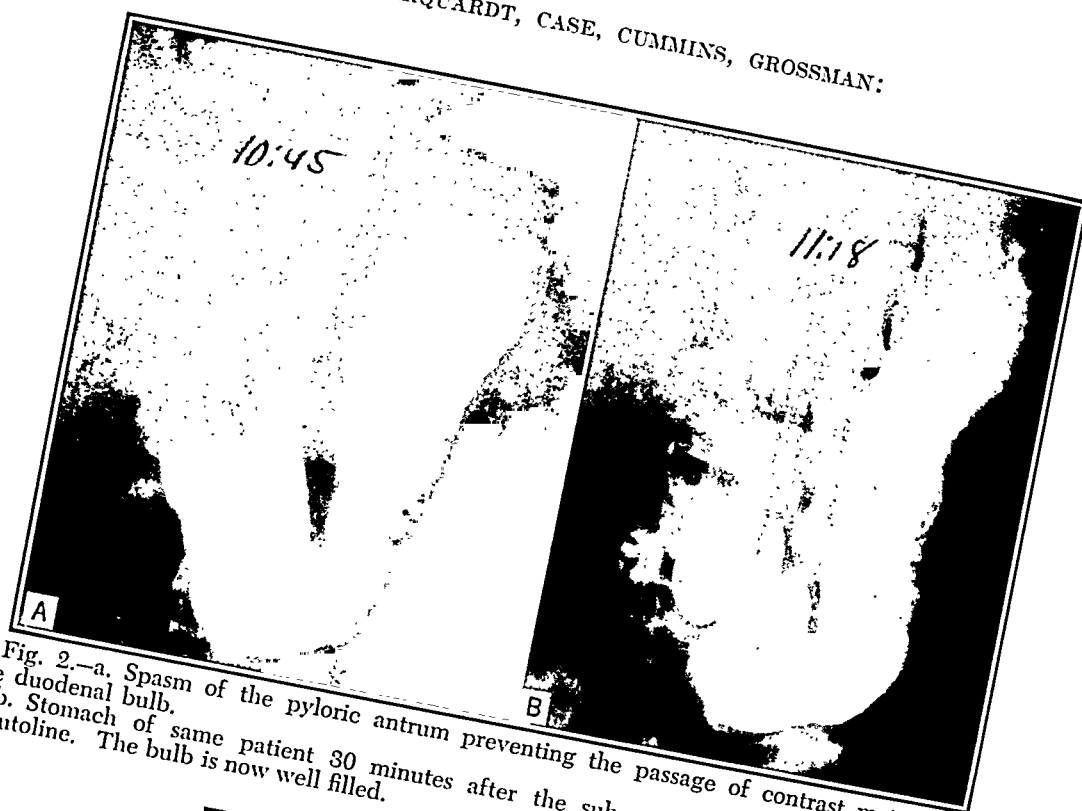 CASE, CUMMINS, GROSSMAN:
10:45
11:18
A
B
Fig. 2.—a. Spasm of the pyloric antrum preventing the passage of contrast
duodenal bulb.
b. Stomach of same patient 30 minutes after the
The bulb is now well filled.